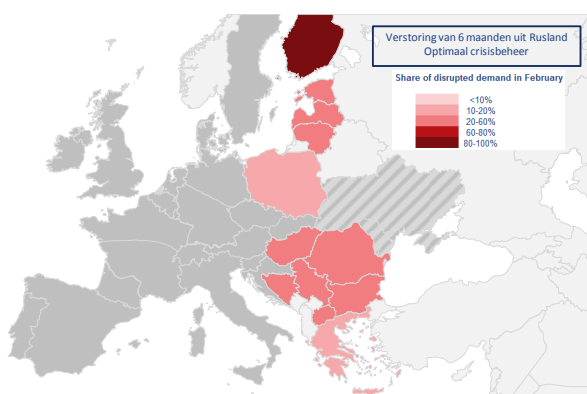 Verstoring van 6 maanden uit Rusland
Optimaal crisisbeheer
Share of disrupted demand in February
<10%
10-20%
20-60%
60-80%
80-100%